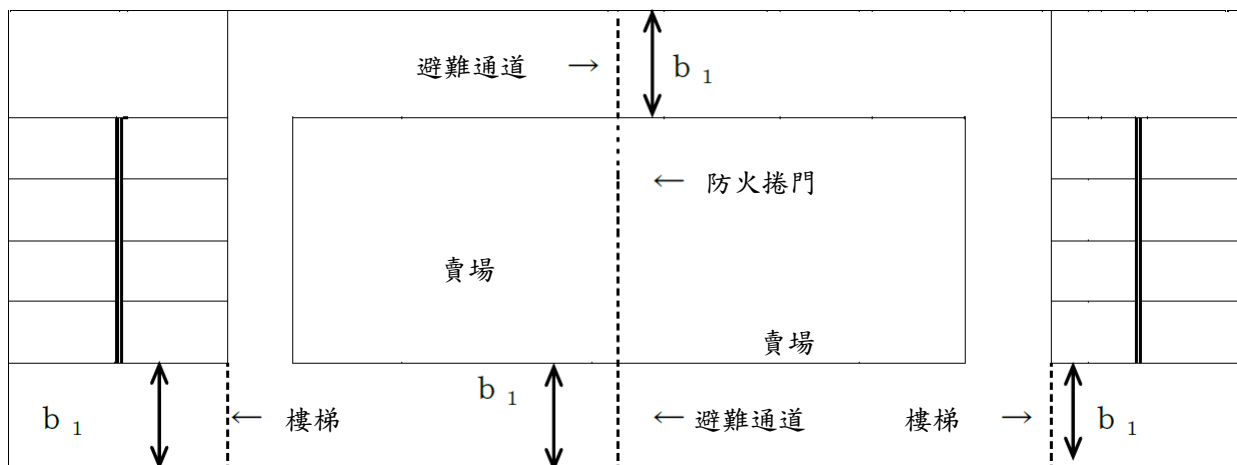 避難通道 → b 1
← 防火捲門
賣場
賣場
b 1 ← 樓梯 b 1 ← 避難通道 樓梯 → b 1